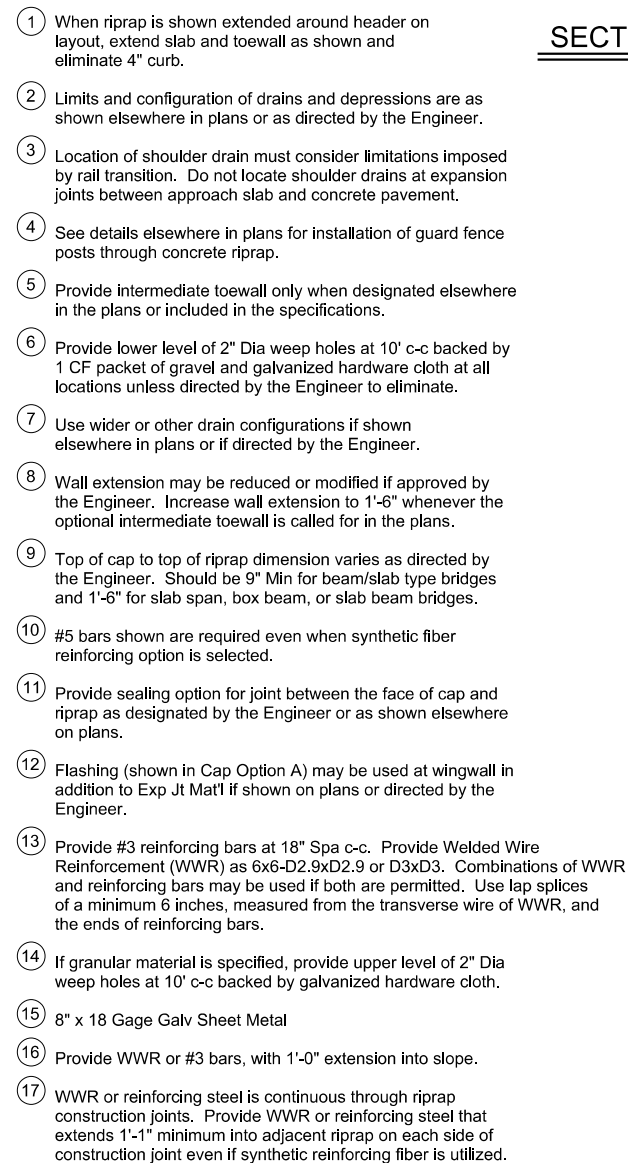 1 When riprap is shown extended around header on
layout, extend slab and toewall as shown and
eliminate 4" curb.
SECT
2 Limits and configuration of drains and depressions are as
shown elsewhere in plans or as directed by the Engineer.
3 Location of shoulder drain must consider limitations imposed
by rail transition. Do not locate shoulder drains at expansion
joints between approach slab and concrete pavement.
4 See details elsewhere in plans for installation of guard fence
posts through concrete riprap.
5 Provide intermediate toewall only when designated elsewhere
in the plans or included in the specifications.
6 Provide lower level of 2" Dia weep holes at 10' c-c backed by
1 CF packet of gravel and galvanized hardware cloth at all
locations unless directed by the Engineer to eliminate.
7 Use wider or other drain configurations if shown
elsewhere in plans or if directed by the Engineer.
8 Wall extension may be reduced or modified if approved by
the Engineer. Increase wall extension to 1'-6" whenever the
optional intermediate toewall is called for in the plans.
9 Top of cap to top of riprap dimension varies as directed by
the Engineer. Should be 9" Min for beam/slab type bridges
and 1'-6" for slab span, box beam, or slab beam bridges.
10 #5 bars shown are required even when synthetic fiber
reinforcing option is selected.
11 Provide sealing option for joint between the face of cap and
riprap as designated by the Engineer or as shown elsewhere
on plans.
12 Flashing (shown in Cap Option A) may be used at wingwall in
addition to Exp Jt Mat'l if shown on plans or directed by the
Engineer.
13 Provide #3 reinforcing bars at 18" Spa c-c. Provide Welded Wire
Reinforcement (WWR) as 6x6-D2.9xD2.9 or D3xD3. Combinations of WWR
and reinforcing bars may be used if both are permitted. Use lap splices
of a minimum 6 inches, measured from the transverse wire of WWR, and
the ends of reinforcing bars.
14 If granular material is specified, provide upper level of 2" Dia
weep holes at 10' c-c backed by galvanized hardware cloth.
15 8" x 18 Gage Galv Sheet Metal
16 Provide WWR or #3 bars, with 1'-0" extension into slope.
17 WWR or reinforcing steel is continuous through riprap
construction joints. Provide WWR or reinforcing steel that
extends 1'-1" minimum into adjacent riprap on each side of
construction joint even if synthetic reinforcing fiber is utilized.